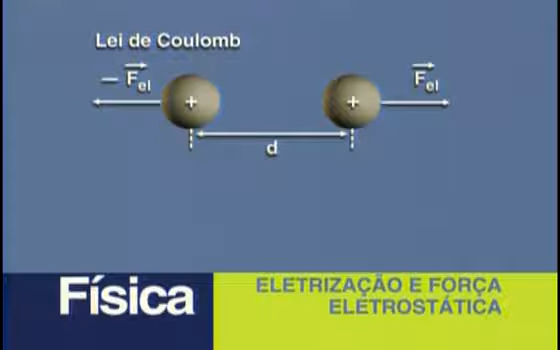 Lei de Coulomb
– F⃗el
F⃗el
+
+
d
Física
ELETRIZAÇÃO E FORÇA
ELETROSTÁTICA